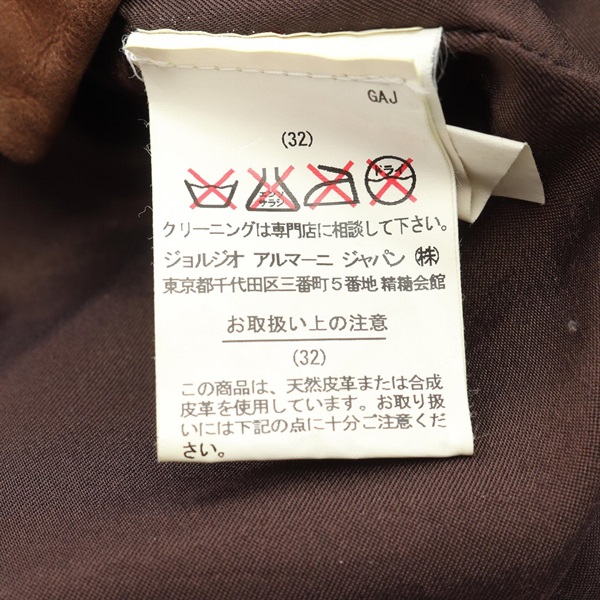 GAJ
(32)
エンソ
サラシ
ドライ
クリーニングは専門店に相談して下さい。
ジョルジオ アルマーニ ジャパン ㈱
東京都千代田区三番町5番地 精糖会館
お取扱い上の注意
(32)
この商品は、天然皮革または合成
皮革を使用しています。お取り扱
いには下記の点に十分ご注意くだ
さい。